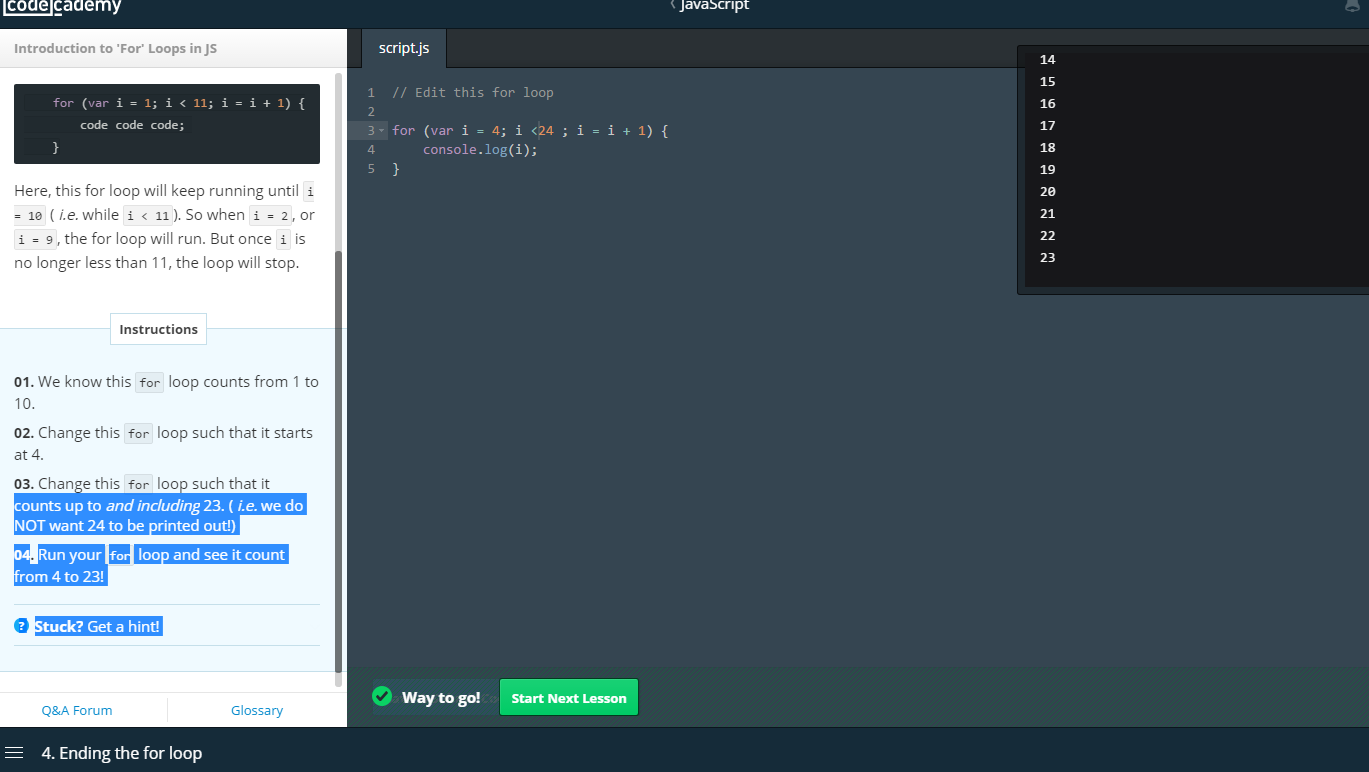 codecademy
‹ JavaScript
Introduction to 'For' Loops in JS
for (var i = 1; i < 11; i = i + 1) {
code code code;
}
Here, this for loop will keep running until i
= 10 ( i.e. while i < 11 ). So when i = 2 , or
i = 9 , the for loop will run. But once i is
no longer less than 11, the loop will stop.
Instructions
01. We know this for loop counts from 1 to
10.
02. Change this for loop such that it starts
at 4.
03. Change this for loop such that it
counts up to and including 23. ( i.e. we do
NOT want 24 to be printed out!)
04. Run your for loop and see it count
from 4 to 23!
? Stuck? Get a hint!
Q&A Forum
Glossary
script.js
1 // Edit this for loop
2
3 for (var i = 4; i <24 ; i = i + 1) {
4 console.log(i);
5 }
14
15
16
17
18
19
20
21
22
23
Way to go!
Start Next Lesson
4. Ending the for loop